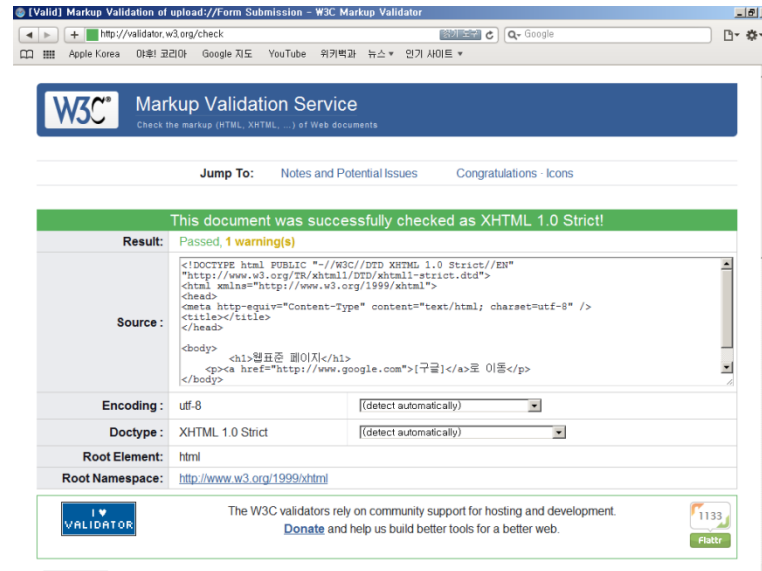 [Valid] Markup Validation of upload://Form Submission - W3C Markup Validator
http://validator.w3.org/check
Google
Apple Korea 야후! 코리아 Google 지도 YouTube 위키백과 뉴스 인기 사이트
W3C Markup Validation Service
Check the markup (HTML, XHTML, ...) of Web documents
Jump To: Notes and Potential Issues Congratulations · Icons
This document was successfully checked as XHTML 1.0 Strict!
Result: Passed, 1 warning(s)
Source :
<!DOCTYPE html PUBLIC "-//W3C//DTD XHTML 1.0 Strict//EN"
"http://www.w3.org/TR/xhtml1/DTD/xhtml1-strict.dtd">
<html xmlns="http://www.w3.org/1999/xhtml">
<head>
<meta http-equiv="Content-Type" content="text/html; charset=utf-8" />
<title></title>
</head>
<body>
<h1>웹표준 페이지</h1>
<p><a href="http://www.google.com">[구글]</a>로 이동</p>
</body>
Encoding : utf-8 (detect automatically)
Doctype : XHTML 1.0 Strict (detect automatically)
Root Element: html
Root Namespace: http://www.w3.org/1999/xhtml
I ♥ VALIDATOR
The W3C validators rely on community support for hosting and development.
Donate and help us build better tools for a better web.
1133
Flattr